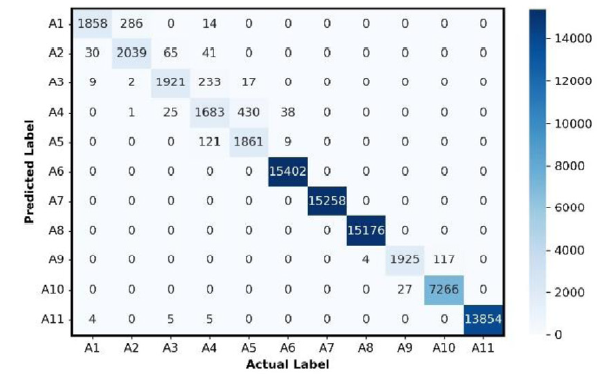 A1 1858 286 0 14 0 0 0 0 0 0 0
A2 30 2039 65 41 0 0 0 0 0 0 0
A3 9 2 1921 233 17 0 0 0 0 0 0
A4 0 1 25 1683 430 38 0 0 0 0 0
A5 0 0 0 121 1861 9 0 0 0 0 0
A6 0 0 0 0 0 15402 0 0 0 0 0
A7 0 0 0 0 0 0 15258 0 0 0 0
A8 0 0 0 0 0 0 0 15176 0 0 0
A9 0 0 0 0 0 0 0 4 1925 117 0
A10 0 0 0 0 0 0 0 0 27 7266 0
A11 4 0 5 5 0 0 0 0 0 0 13854
A1 A2 A3 A4 A5 A6 A7 A8 A9 A10 A11
Actual Label
Predicted Label
14000
12000
10000
8000
6000
4000
2000
0